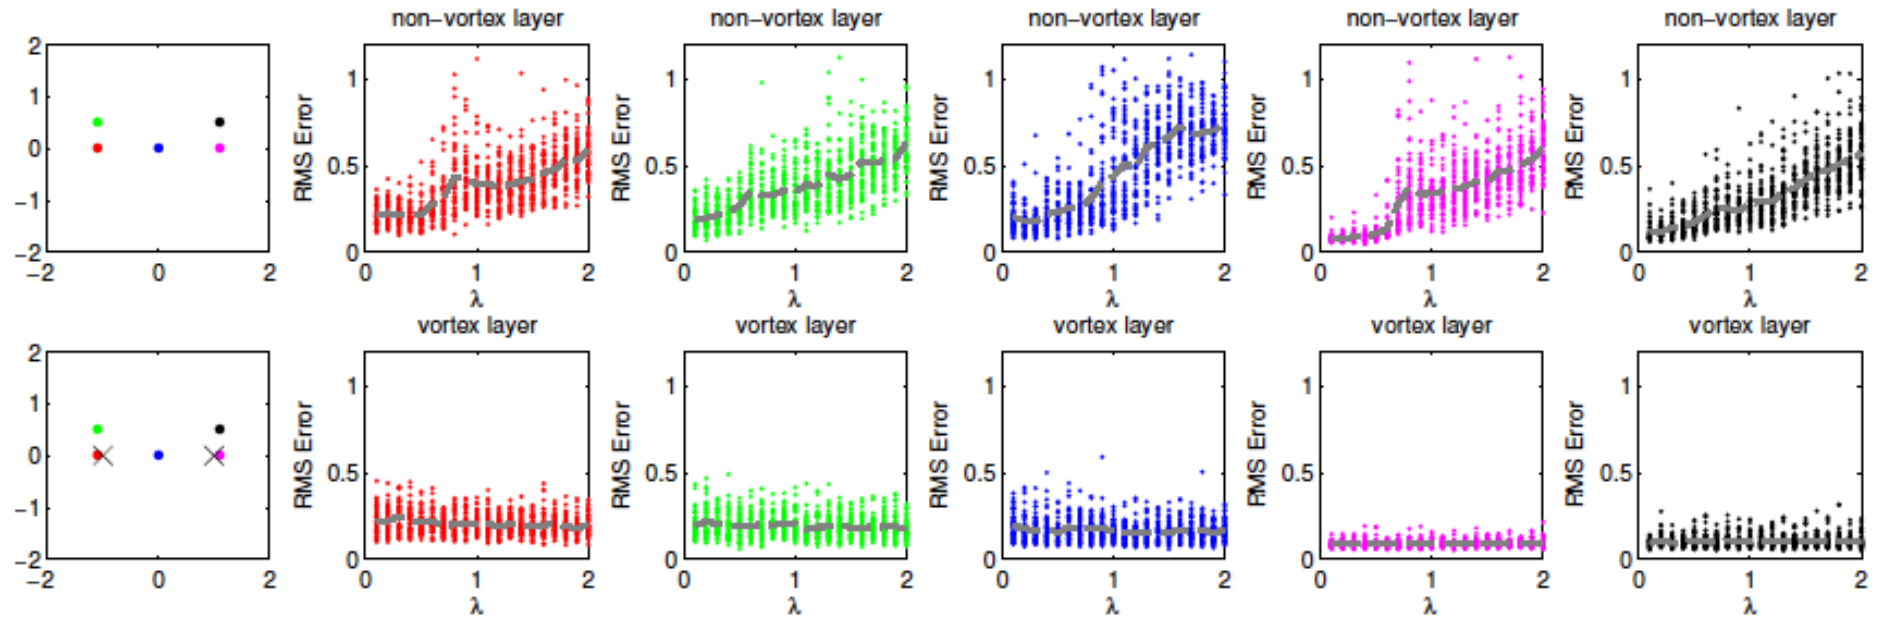 non−vortex layer non−vortex layer non−vortex layer non−vortex layer non−vortex layer
2
1
0
−1
−2
−2 0 2
RMS Error
1
0.5
0
0 1 2
λ
RMS Error
1
0.5
0
0 1 2
λ
RMS Error
1
0.5
0
0 1 2
λ
RMS Error
1
0.5
0
0 1 2
λ
RMS Error
1
0.5
0
0 1 2
λ
vortex layer vortex layer vortex layer vortex layer vortex layer
2
1
0
−1
−2
−2 0 2
RMS Error
1
0.5
0
0 1 2
λ
RMS Error
1
0.5
0
0 1 2
λ
RMS Error
1
0.5
0
0 1 2
λ
RMS Error
1
0.5
0
0 1 2
λ
RMS Error
1
0.5
0
0 1 2
λ